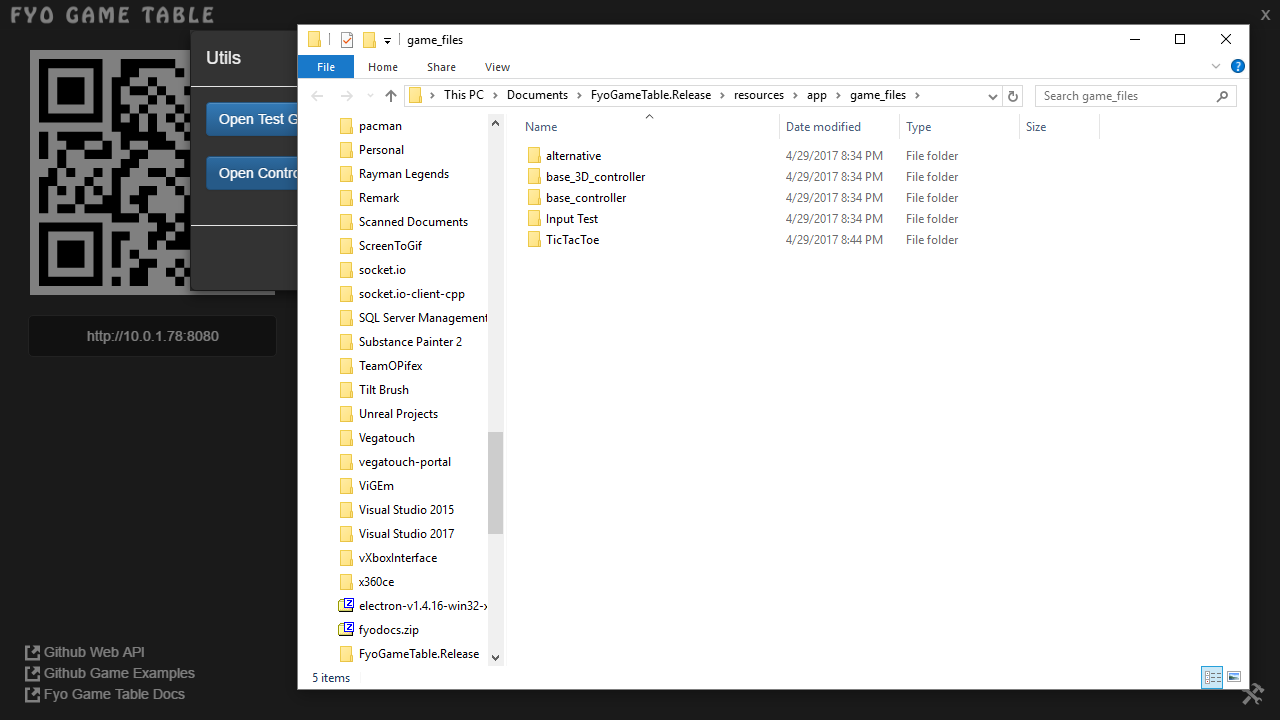 FYO GAME TABLE
X
Utils
Open Test G
Open Contro
http://10.0.1.78:8080
Github Web API
Github Game Examples
Fyo Game Table Docs
game_files
File Home Share View
This PC Documents FyoGameTable.Release resources app game_files
Search game_files
pacman
Personal
Rayman Legends
Remark
Scanned Documents
ScreenToGif
socket.io
socket.io-client-cpp
SQL Server Management
Substance Painter 2
TeamOPifex
Tilt Brush
Unreal Projects
Vegatouch
vegatouch-portal
ViGEm
Visual Studio 2015
Visual Studio 2017
vXboxInterface
x360ce
electron-v1.4.16-win32-x
fyodocs.zip
FyoGameTable.Release
Name Date modified Type Size
alternative 4/29/2017 8:34 PM File folder
base_3D_controller 4/29/2017 8:34 PM File folder
base_controller 4/29/2017 8:34 PM File folder
Input Test 4/29/2017 8:34 PM File folder
TicTacToe 4/29/2017 8:44 PM File folder
5 items